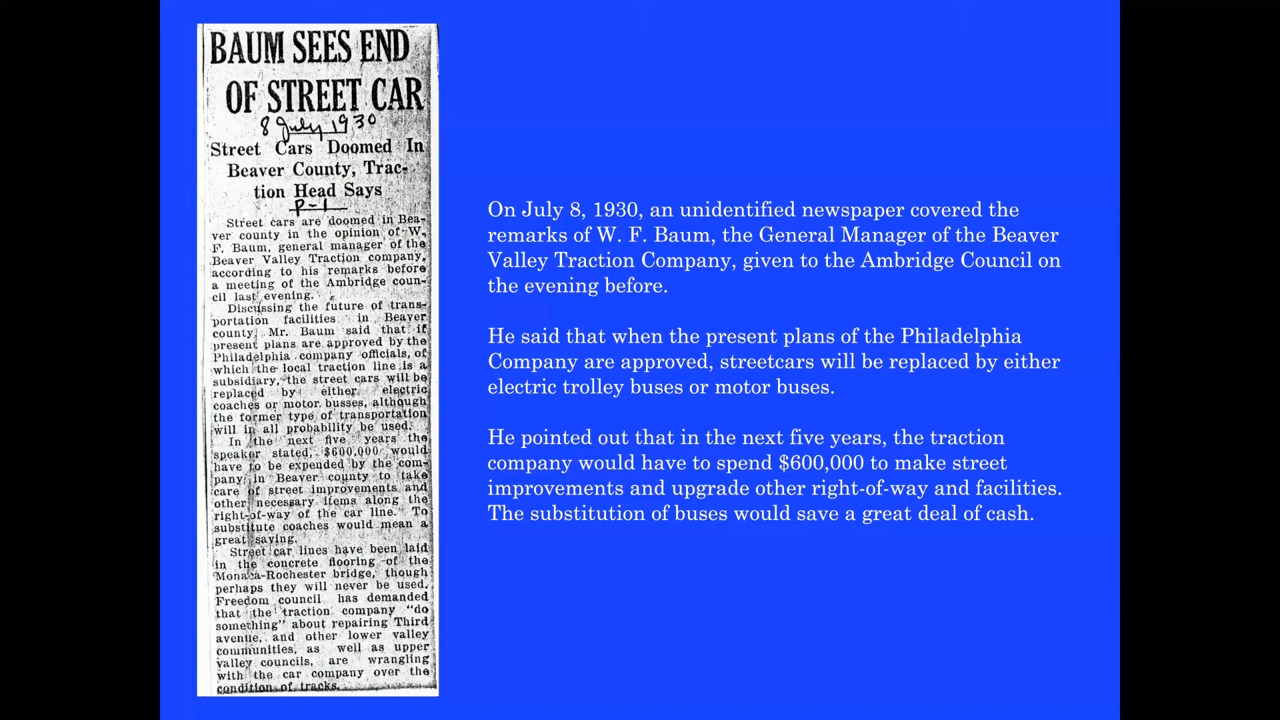 BAUM SEES END
OF STREET CAR
8 July 1930
Street Cars Doomed In
Beaver County, Trac-
tion Head Says
P-1
Street cars are doomed in Bea-
ver county in the opinion of W.
F. Baum, general manager of the
Beaver Valley Traction company,
according to his remarks before
a meeting of the Ambridge coun-
cil last evening.
Discussing the future of trans-
portation facilities in Beaver
county, Mr. Baum said that if
present plans are approved by the
Philadelphia company officials, of
which the local traction line is a
subsidiary, the street cars will be
replaced by either electric
coaches or motor busses, although
the former type of transportation
will in all probability be used.
In the next five years the
speaker stated, $600,000 would
have to be expended by the com-
pany in Beaver county to take
care of street improvements and
other necessary items along the
right-of-way of the car line. To
substitute coaches would mean a
great saving.
Street car lines have been laid
in the concrete flooring of the
Monaca-Rochester bridge, though
perhaps they will never be used.
Freedom council has demanded
that the traction company "do
something" about repairing Third
avenue, and other lower valley
communities, as well as upper
valley councils, are wrangling
with the car company over the
condition of tracks.
On July 8, 1930, an unidentified newspaper covered the
remarks of W. F. Baum, the General Manager of the Beaver
Valley Traction Company, given to the Ambridge Council on
the evening before.
He said that when the present plans of the Philadelphia
Company are approved, streetcars will be replaced by either
electric trolley buses or motor buses.
He pointed out that in the next five years, the traction
company would have to spend $600,000 to make street
improvements and upgrade other right-of-way and facilities.
The substitution of buses would save a great deal of cash.